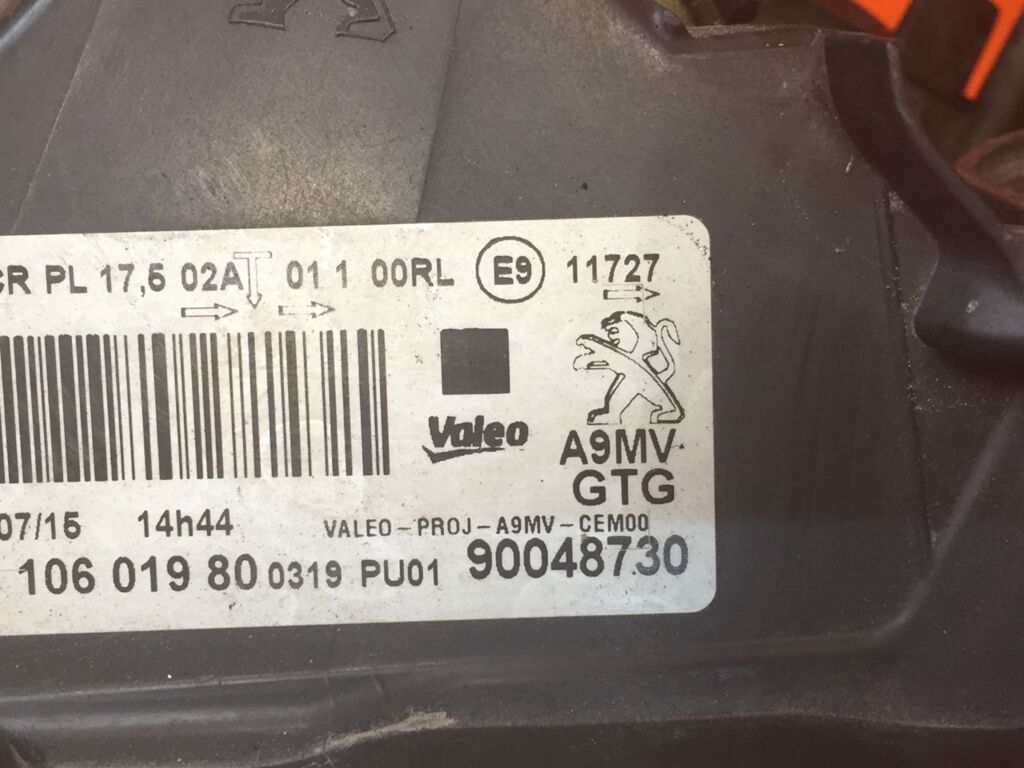 CR PL 17,5 02A 01 1 00RL E9 11727
Valeo
A9MV
GTG
07/15 14h44 VALEO-PROJ-A9MV-CEM00
106 019 80 0319 PU01 90048730